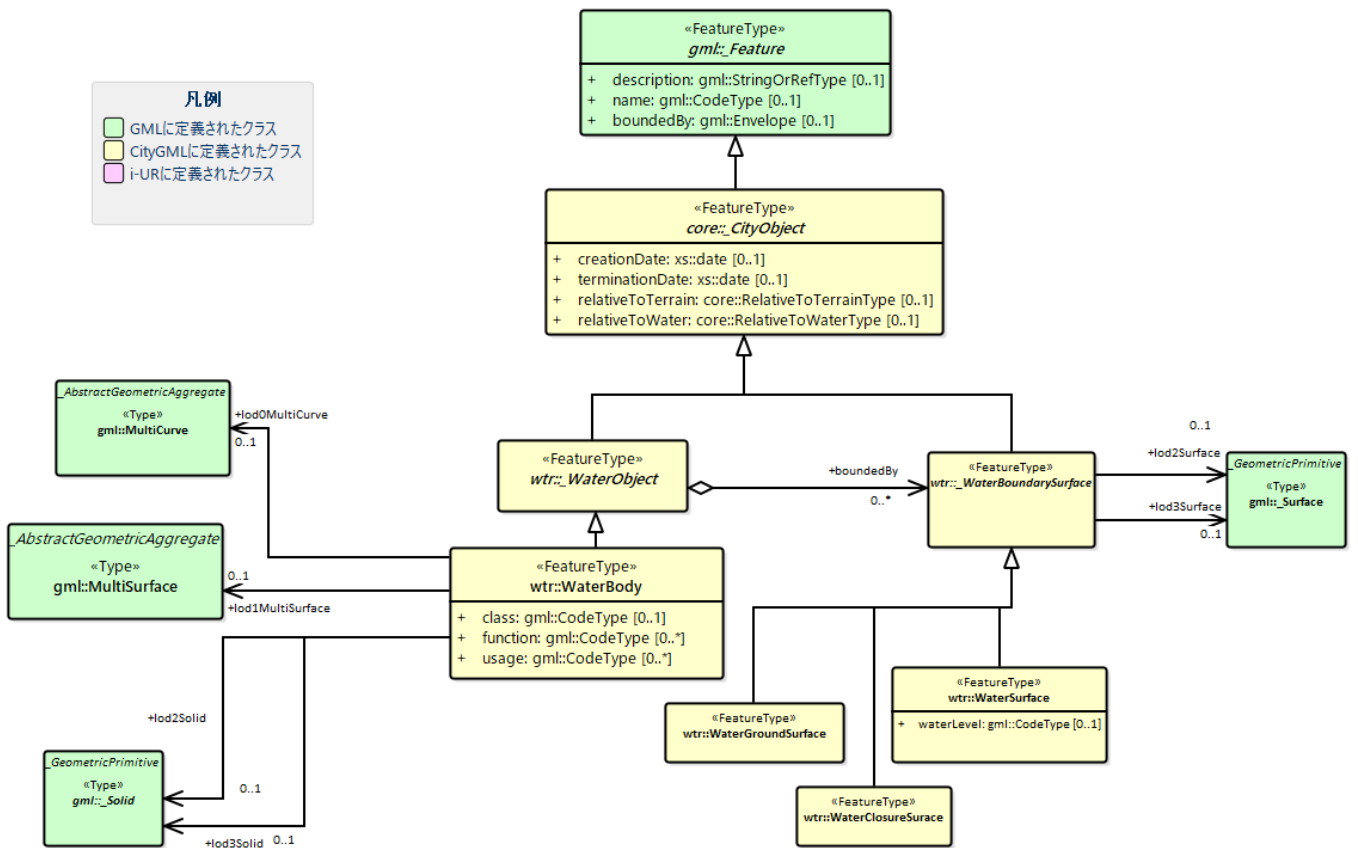 «FeatureType»
gml::_Feature
+ description: gml::StringOrRefType [0..1]
+ name: gml::CodeType [0..1]
+ boundedBy: gml::Envelope [0..1]
凡例
GMLに定義されたクラス
CityGMLに定義されたクラス
i-URに定義されたクラス
«FeatureType»
core::_CityObject
+ creationDate: xs::date [0..1]
+ terminationDate: xs::date [0..1]
+ relativeToTerrain: core::RelativeToTerrainType [0..1]
+ relativeToWater: core::RelativeToWaterType [0..1]
_AbstractGeometricAggregate
«Type»
gml::MultiCurve
+lod0MultiCurve
0..1
«FeatureType»
wtr::_WaterObject
+boundedBy
0..*
«FeatureType»
wtr::_WaterBoundarySurface
0..1
+lod2Surface
+lod3Surface
0..1
_GeometricPrimitive
«Type»
gml::_Surface
_AbstractGeometricAggregate
«Type»
gml::MultiSurface
0..1
+lod1MultiSurface
«FeatureType»
wtr::WaterBody
+ class: gml::CodeType [0..1]
+ function: gml::CodeType [0..*]
+ usage: gml::CodeType [0..*]
+lod2Solid
0..1
+lod3Solid
0..1
_GeometricPrimitive
«Type»
gml::_Solid
«FeatureType»
wtr::WaterGroundSurface
«FeatureType»
wtr::WaterSurface
+ waterLevel: gml::CodeType [0..1]
«FeatureType»
wtr::WaterClosureSurace